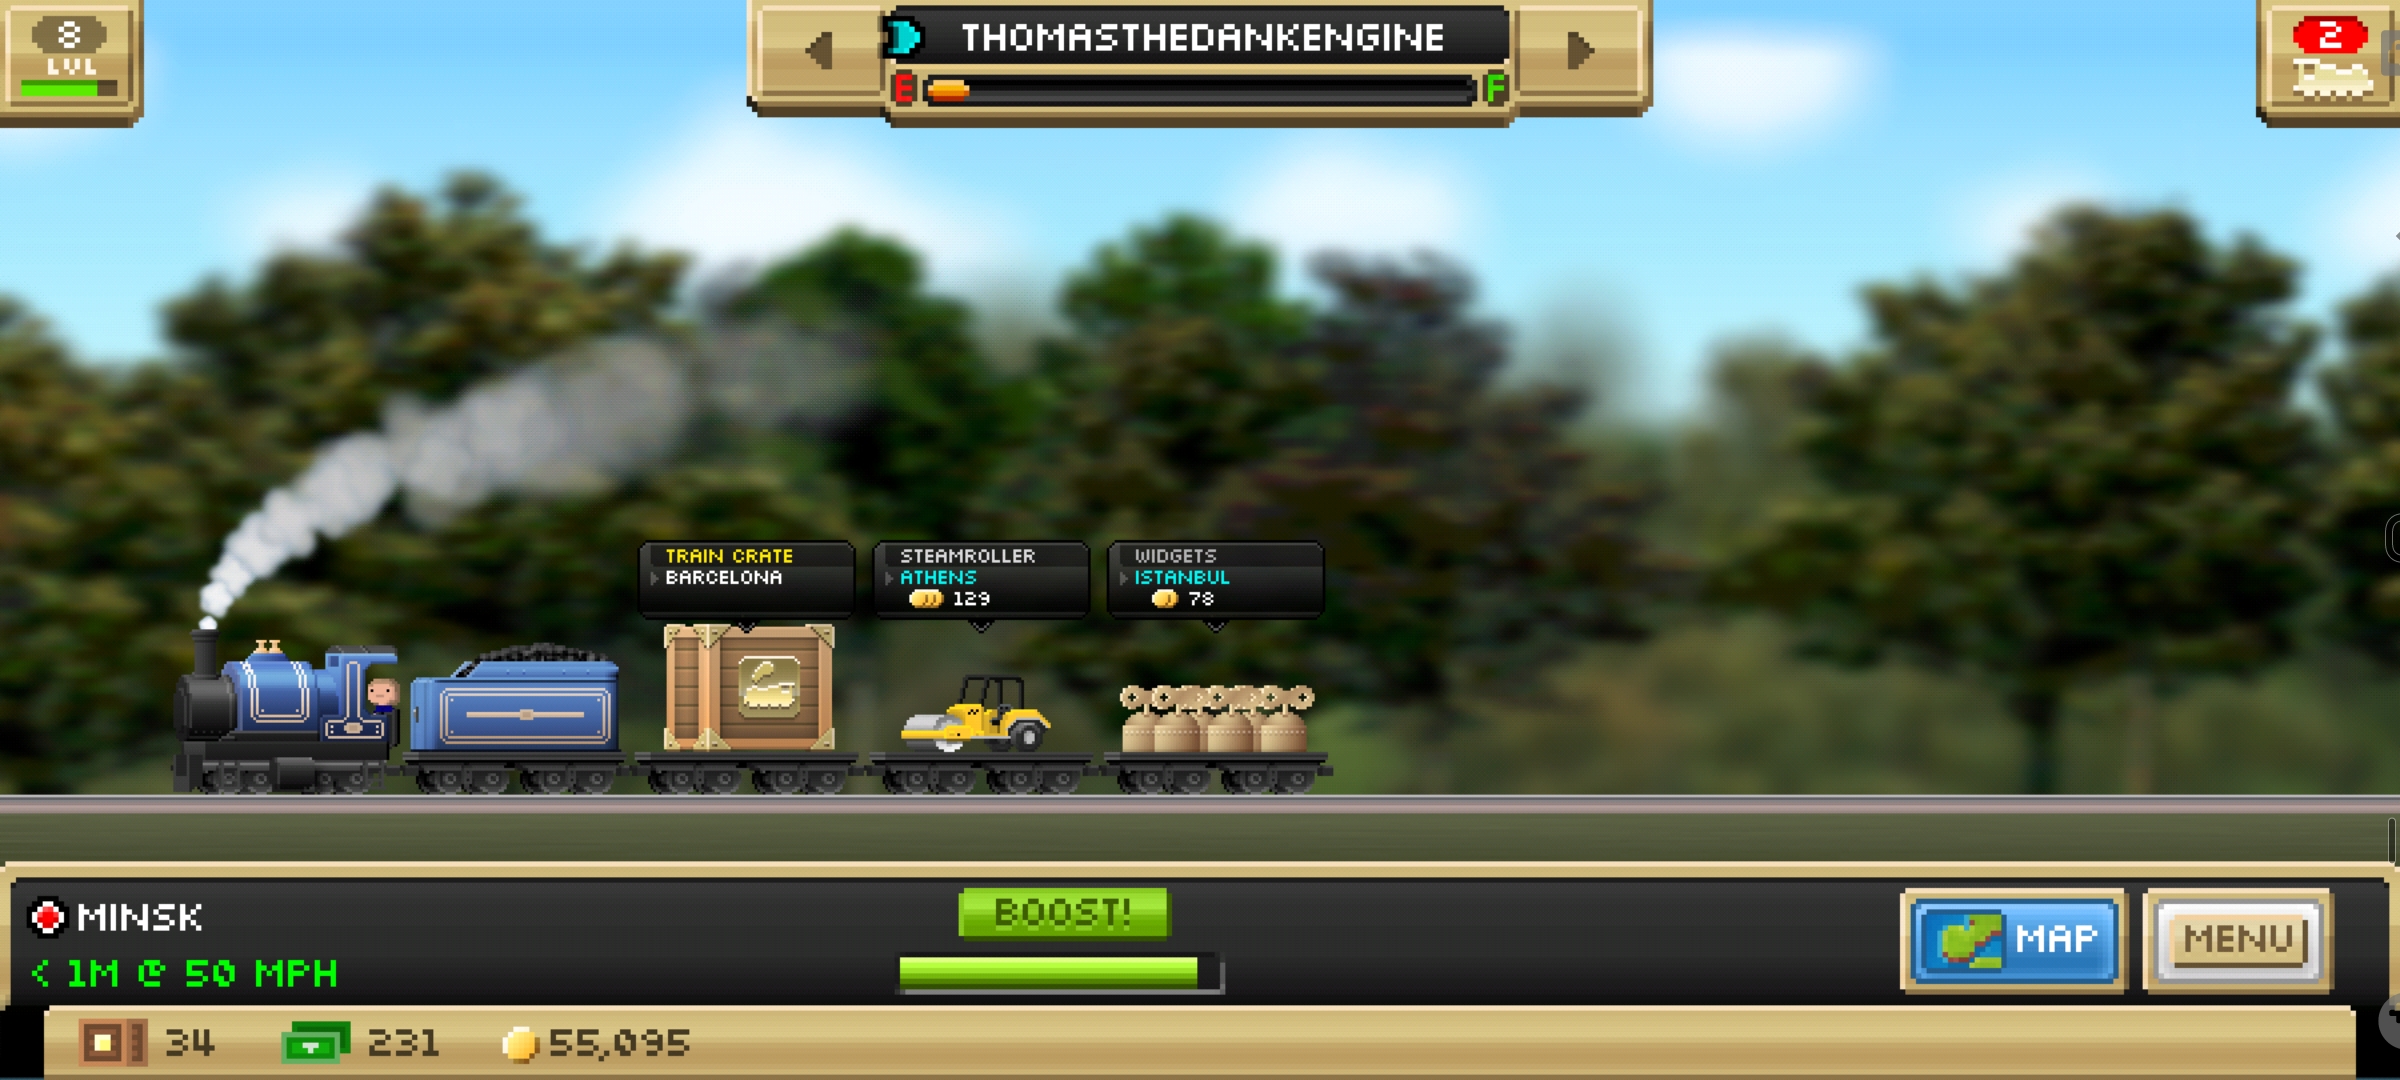 8
LVL
THOMASTHEDANKENGINE
E
F
2
TRAIN CRATE
BARCELONA
STEAMROLLER
ATHENS
129
WIDGETS
ISTANBUL
78
MINSK
< 1M @ 50 MPH
BOOST!
MAP
MENU
34
231
55,095